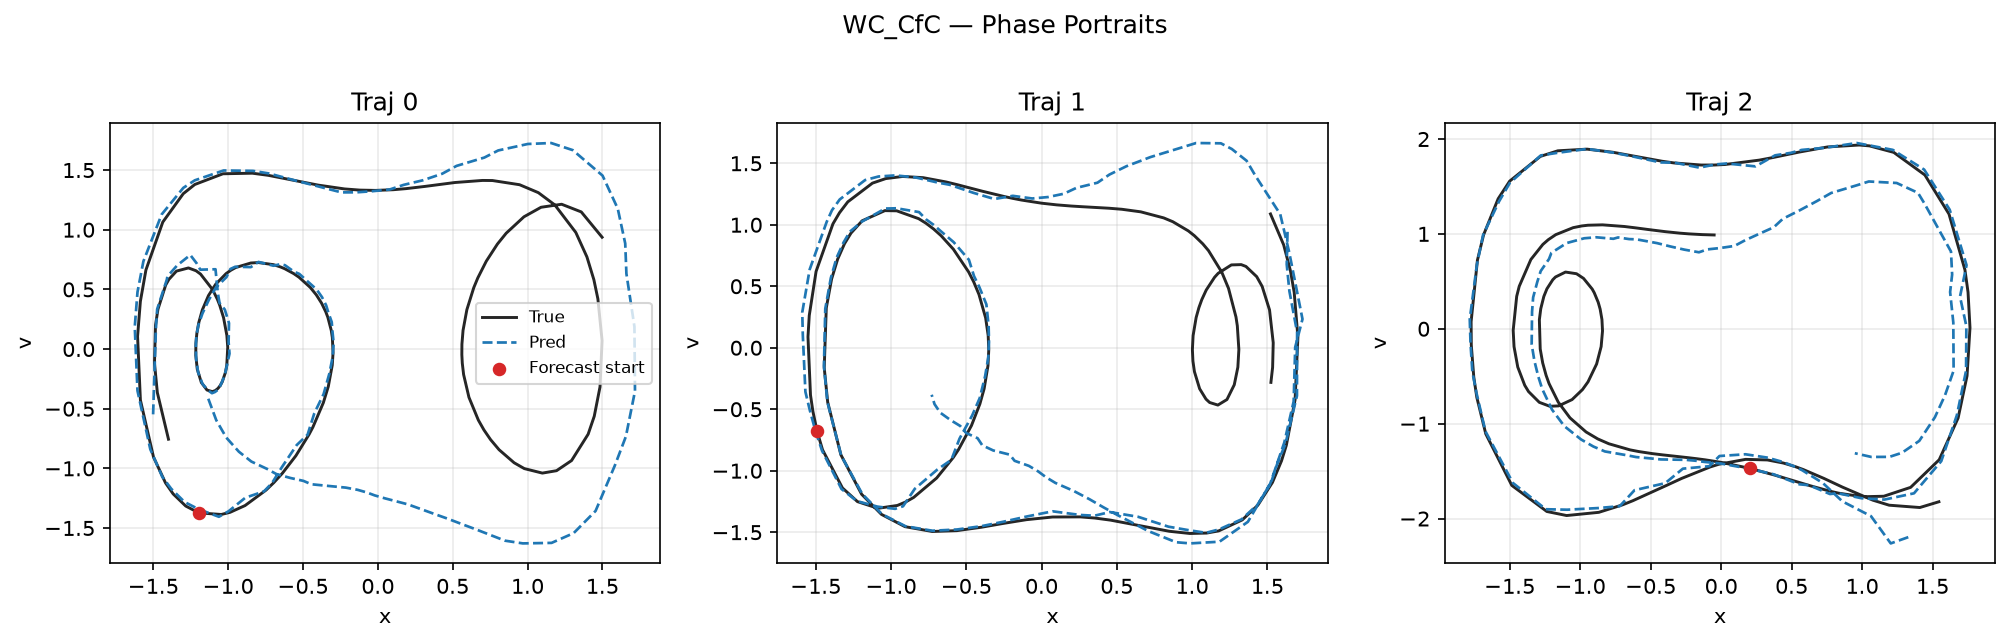 WC_CfC — Phase Portraits
Traj 0
Traj 1
Traj 2
v
1.5
1.0
0.5
0.0
−0.5
−1.0
−1.5
−1.5 −1.0 −0.5 0.0 0.5 1.0 1.5
x
True
Pred
Forecast start
v
1.5
1.0
0.5
0.0
−0.5
−1.0
−1.5
−1.5 −1.0 −0.5 0.0 0.5 1.0 1.5
x
v
2
1
0
−1
−2
−1.5 −1.0 −0.5 0.0 0.5 1.0 1.5
x